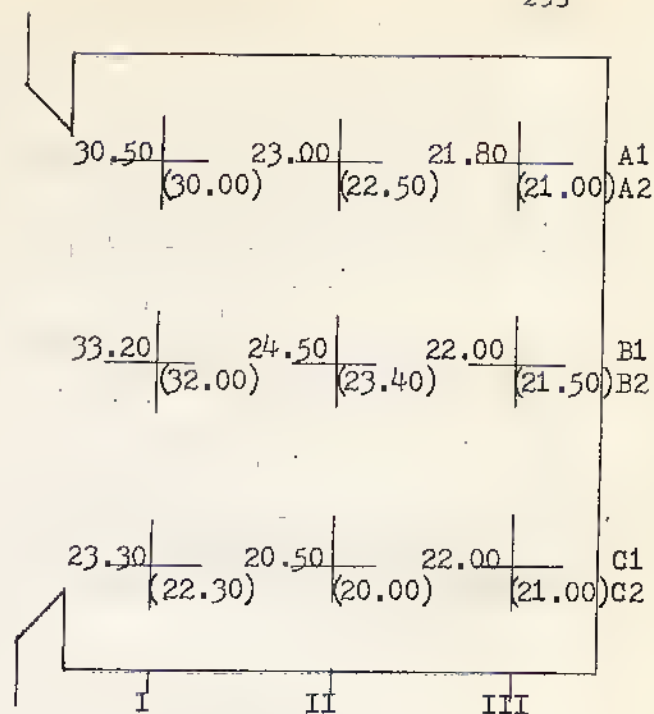 30.50 23.00 21.80 A1
(30.00) (22.50) (21.00) A2
33.20 24.50 22.00 B1
(32.00) (23.40) (21.50) B2
23.30 20.50 22.00 C1
(22.30) (20.00) (21.00) C2
I II III